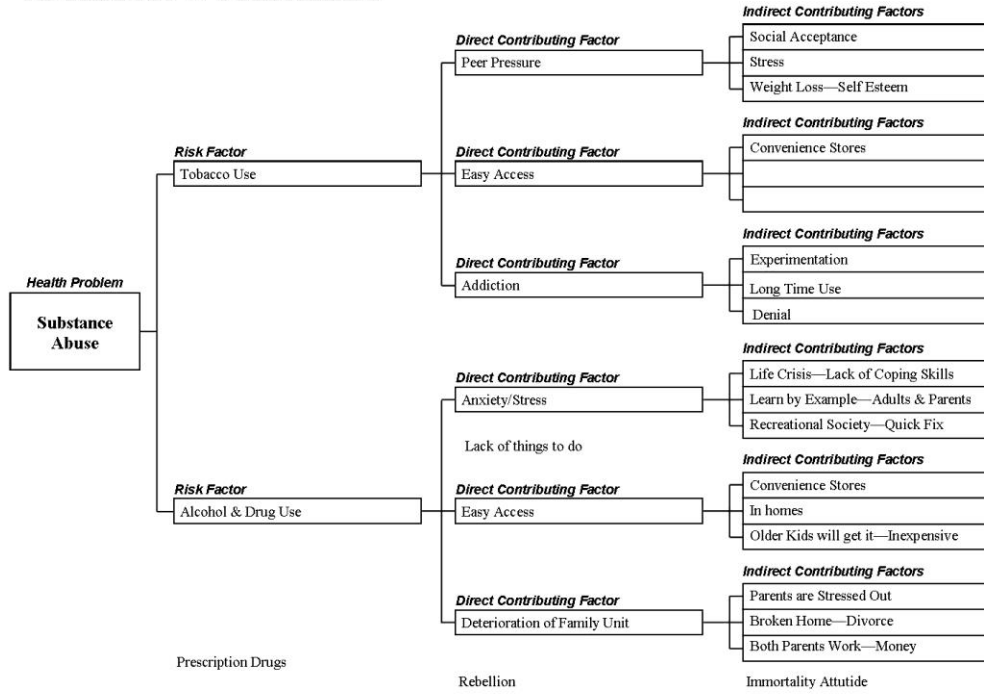 Indirect Contributing Factors
Direct Contributing Factor
Social Acceptance
Peer Pressure
Stress
Weight Loss—Self Esteem
Indirect Contributing Factors
Risk Factor
Direct Contributing Factor
Convenience Stores
Tobacco Use
Easy Access
Indirect Contributing Factors
Direct Contributing Factor
Experimentation
Addiction
Long Time Use
Denial
Health Problem
Substance
Abuse
Indirect Contributing Factors
Direct Contributing Factor
Life Crisis—Lack of Coping Skills
Anxiety/Stress
Learn by Example—Adults & Parents
Recreational Society—Quick Fix
Lack of things to do
Indirect Contributing Factors
Risk Factor
Direct Contributing Factor
Convenience Stores
Alcohol & Drug Use
Easy Access
In homes
Older Kids will get it—Inexpensive
Indirect Contributing Factors
Direct Contributing Factor
Parents are Stressed Out
Deterioration of Family Unit
Broken Home—Divorce
Both Parents Work—Money
Prescription Drugs
Rebellion
Immortality Attutide